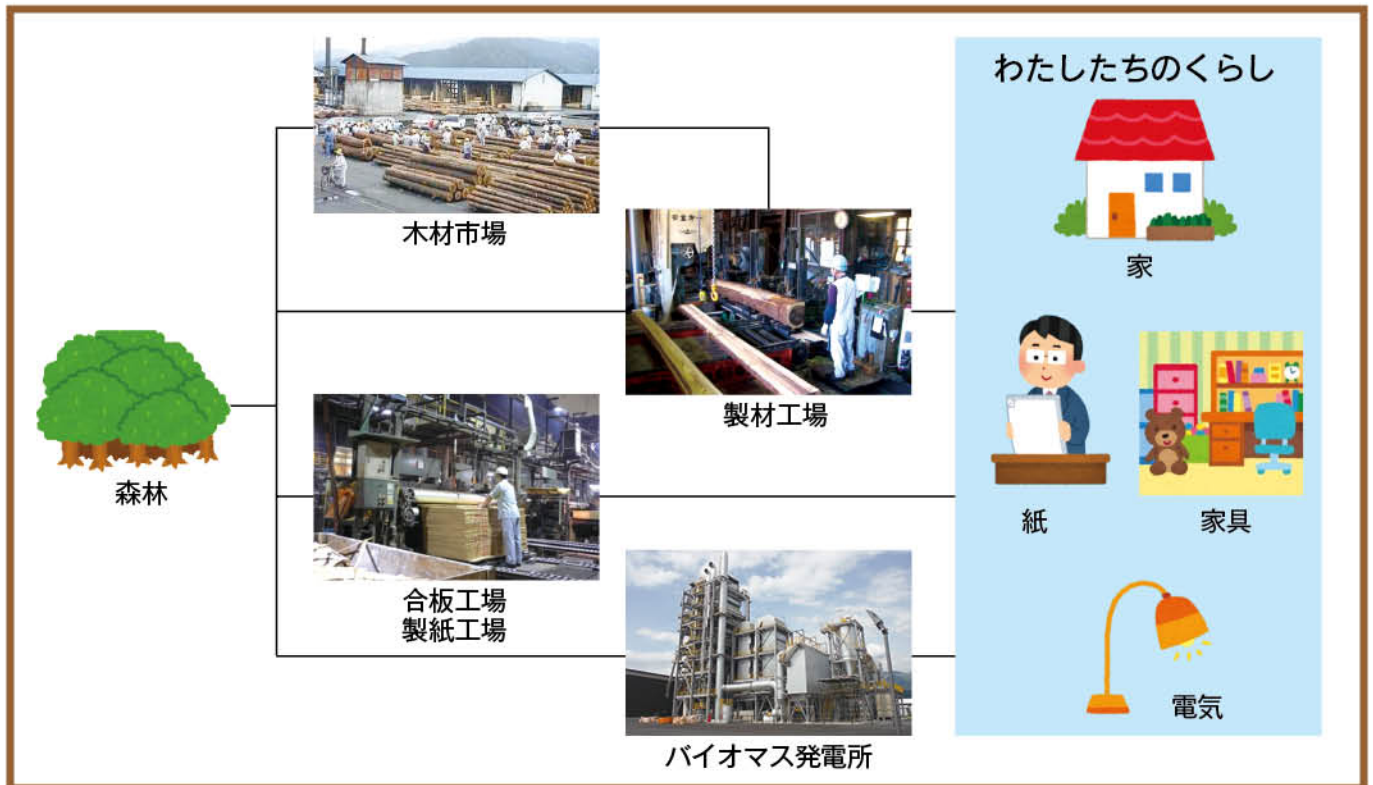 わたしたちのくらし
木材市場
家
製材工場
森林
紙
家具
合板工場
製紙工場
電気
バイオマス発電所